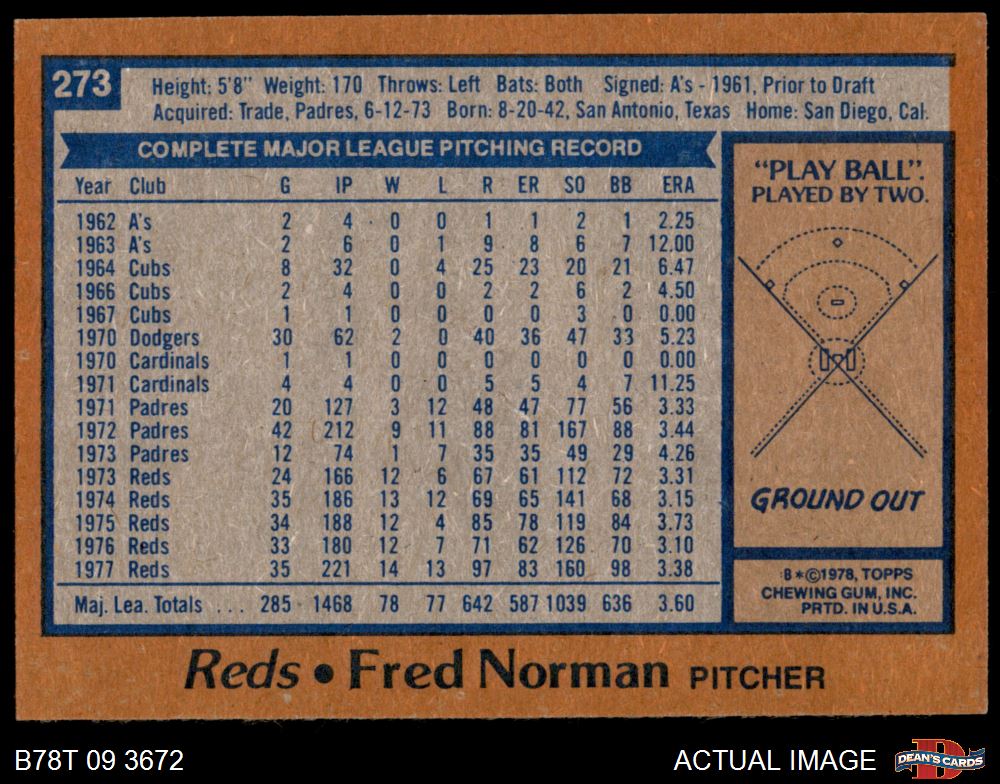 273
Height: 5'8" Weight: 170 Throws: Left Bats: Both Signed: A's - 1961, Prior to Draft
Acquired: Trade, Padres, 6-12-73 Born: 8-20-42, San Antonio, Texas Home: San Diego, Cal.
COMPLETE MAJOR LEAGUE PITCHING RECORD
Year Club G IP W L R ER SO BB ERA
1962 A's 2 4 0 0 1 1 2 1 2.25
1963 A's 2 6 0 1 9 8 6 7 12.00
1964 Cubs 8 32 0 4 25 23 20 21 6.47
1966 Cubs 2 4 0 0 2 2 6 2 4.50
1967 Cubs 1 1 0 0 0 0 3 0 0.00
1970 Dodgers 30 62 2 0 40 36 47 33 5.23
1970 Cardinals 1 1 0 0 0 0 0 0 0.00
1971 Cardinals 4 4 0 0 5 5 4 7 11.25
1971 Padres 20 127 3 12 48 47 77 56 3.33
1972 Padres 42 212 9 11 88 81 167 88 3.44
1973 Padres 12 74 1 7 35 35 49 29 4.26
1973 Reds 24 166 12 6 67 61 112 72 3.31
1974 Reds 35 186 13 12 69 65 141 68 3.15
1975 Reds 34 188 12 4 85 78 119 84 3.73
1976 Reds 33 180 12 7 71 62 126 70 3.10
1977 Reds 35 221 14 13 97 83 160 98 3.38
Maj. Lea. Totals ... 285 1468 78 77 642 587 1039 636 3.60
"PLAY BALL".
PLAYED BY TWO.
GROUND OUT
B*©1978, TOPPS
CHEWING GUM, INC.
PRTD. IN U.S.A.
Reds • Fred Norman PITCHER
B78T 09 3672
ACTUAL IMAGE
DEAN'S CARDS